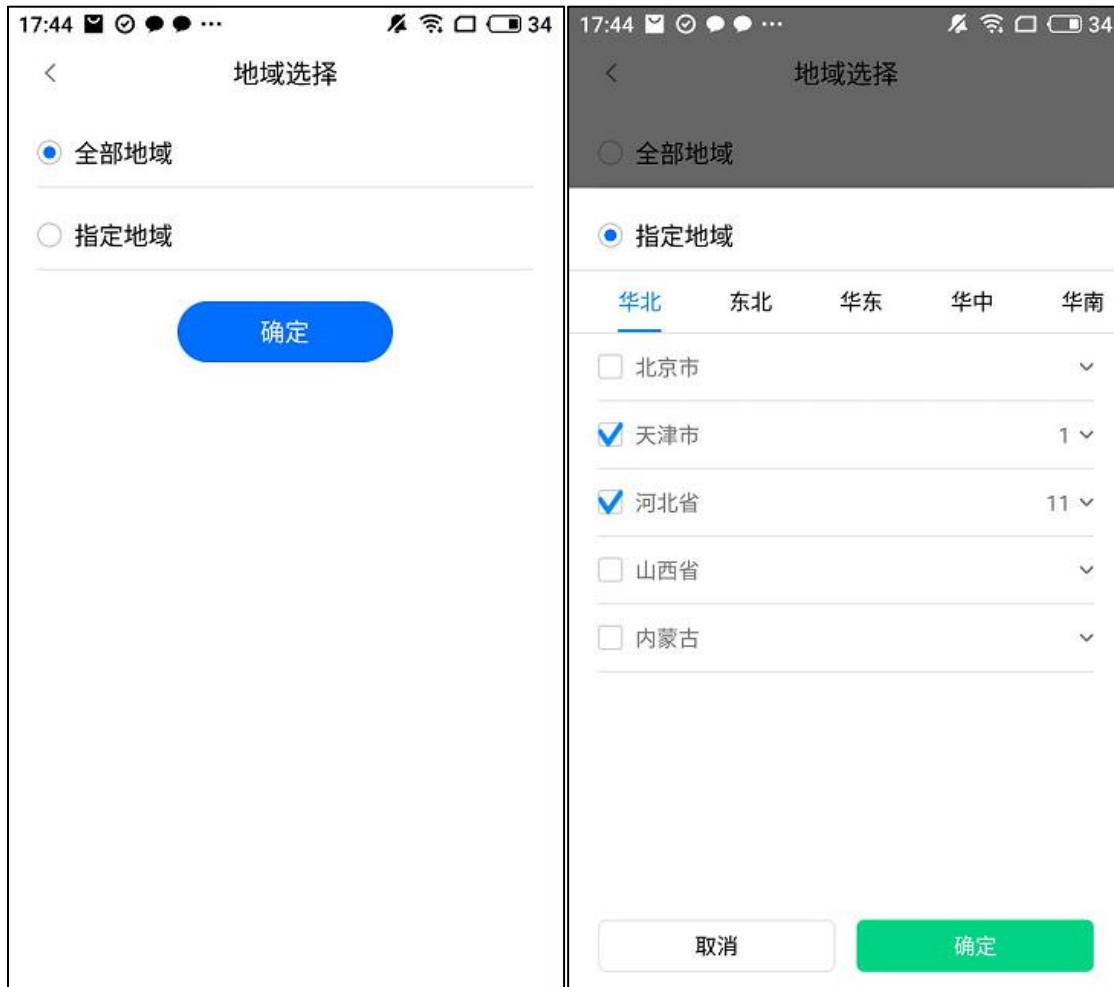 17:44 ··· 34
地域选择
全部地域
指定地域
确定
17:44 ··· 34
地域选择
全部地域
指定地域
华北 东北 华东 华中 华南
北京市
天津市 1
河北省 11
山西省
内蒙古
取消 确定